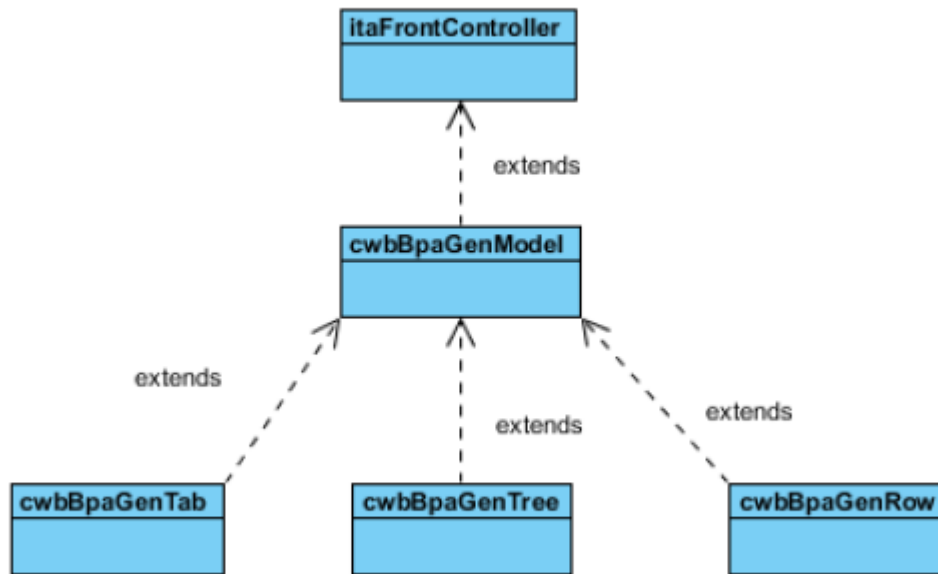 itaFrontController
extends
cwbBpaGenModel
extends
extends
extends
cwbBpaGenTab
cwbBpaGenTree
cwbBpaGenRow